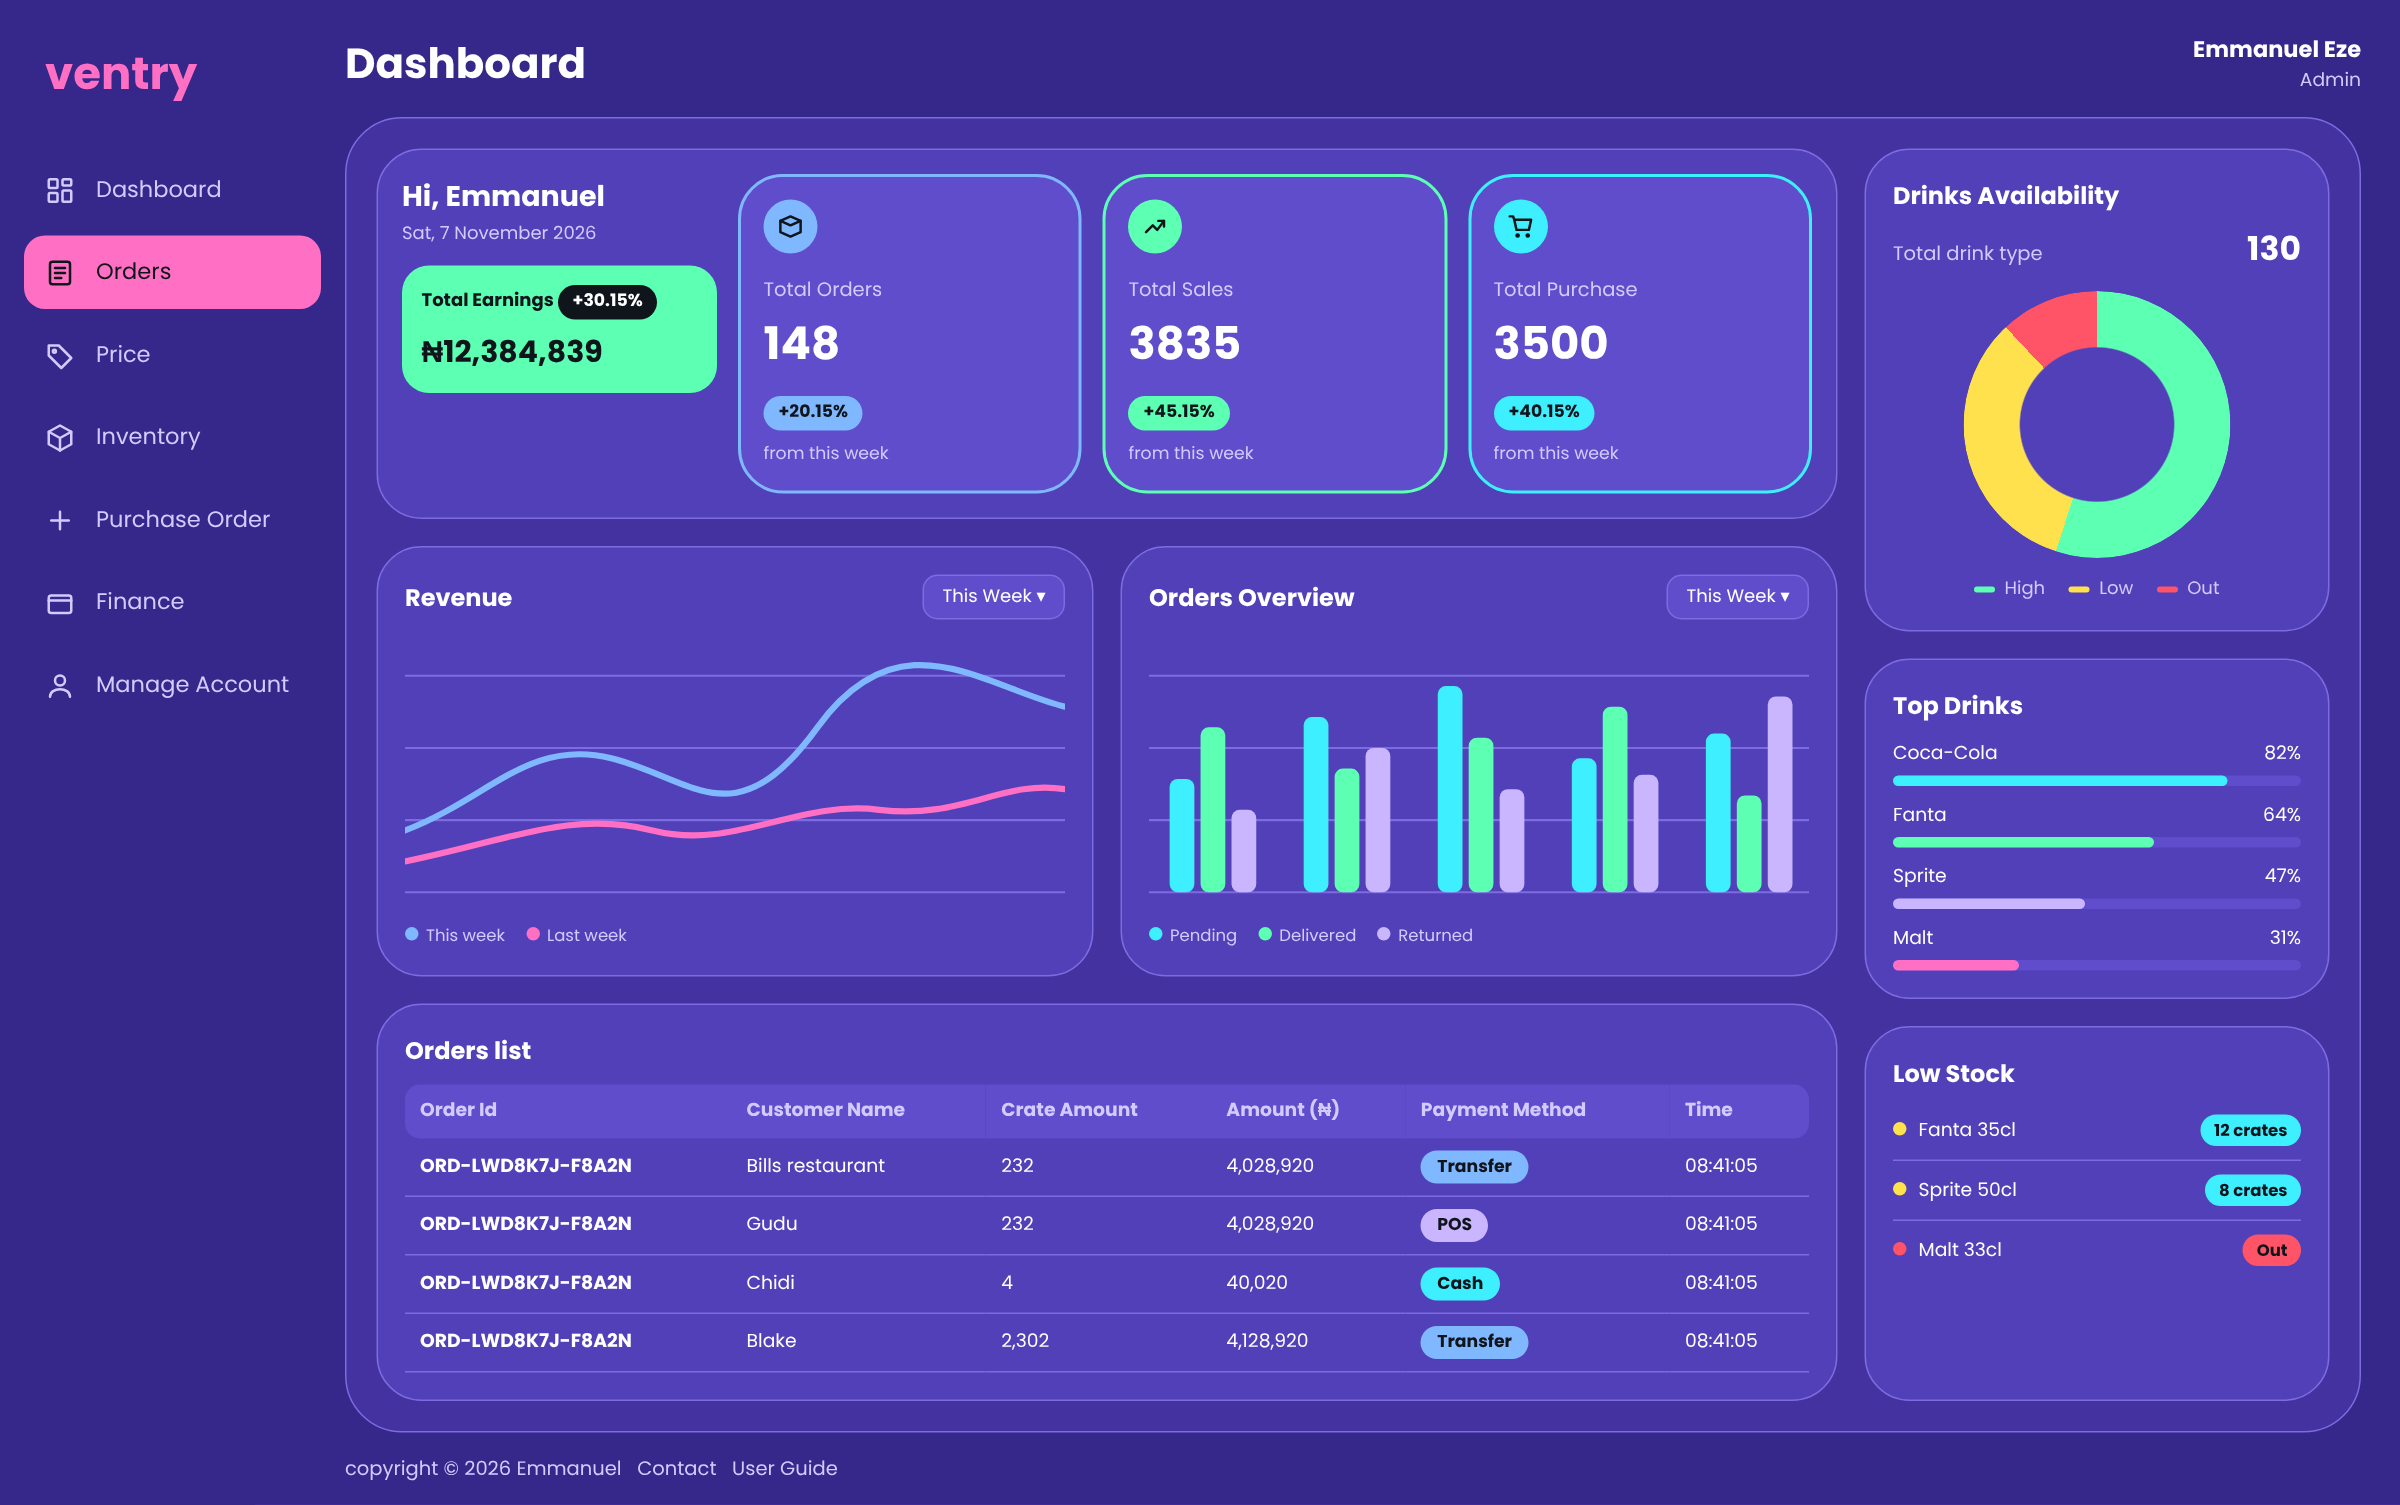 ventry
Dashboard
Orders
Price
Inventory
Purchase Order
Finance
Manage Account
Dashboard
Emmanuel Eze
Admin
Hi, Emmanuel
Sat, 7 November 2026
Total Earnings +30.15%
₦12,384,839
Total Orders
148
+20.15%
from this week
Total Sales
3835
+45.15%
from this week
Total Purchase
3500
+40.15%
from this week
Revenue
This Week ▾
This week Last week
Orders Overview
This Week ▾
Pending Delivered Returned
Orders list
Order Id Customer Name Crate Amount Amount (₦) Payment Method Time
ORD-LWD8K7J-F8A2N Bills restaurant 232 4,028,920 Transfer 08:41:05
ORD-LWD8K7J-F8A2N Gudu 232 4,028,920 POS 08:41:05
ORD-LWD8K7J-F8A2N Chidi 4 40,020 Cash 08:41:05
ORD-LWD8K7J-F8A2N Blake 2,302 4,128,920 Transfer 08:41:05
Drinks Availability
Total drink type 130
High Low Out
Top Drinks
Coca-Cola 82%
Fanta 64%
Sprite 47%
Malt 31%
Low Stock
Fanta 35cl 12 crates
Sprite 50cl 8 crates
Malt 33cl Out
copyright © 2026 Emmanuel Contact User Guide